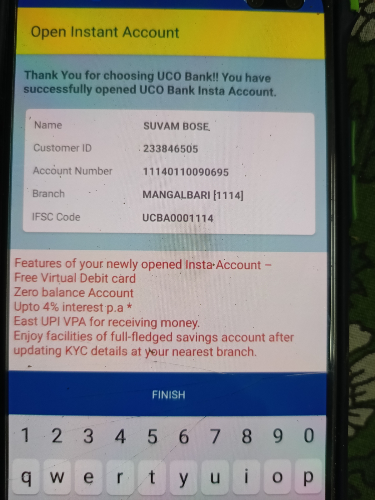 Open Instant Account
Thank You for choosing UCO Bank!! You have
successfully opened UCO Bank Insta Account.
Name SUVAM BOSE
Customer ID 233846505
Account Number 11140110090695
Branch MANGALBARI [1114]
IFSC Code UCBA0001114
Features of your newly opened Insta Account –
Free Virtual Debit card
Zero balance Account
Upto 4% interest p.a *
East UPI VPA for receiving money.
Enjoy facilities of full-fledged savings account after
updating KYC details at your nearest branch.
FINISH
1 2 3 4 5 6 7 8 9 0
q w e r t y u i o p